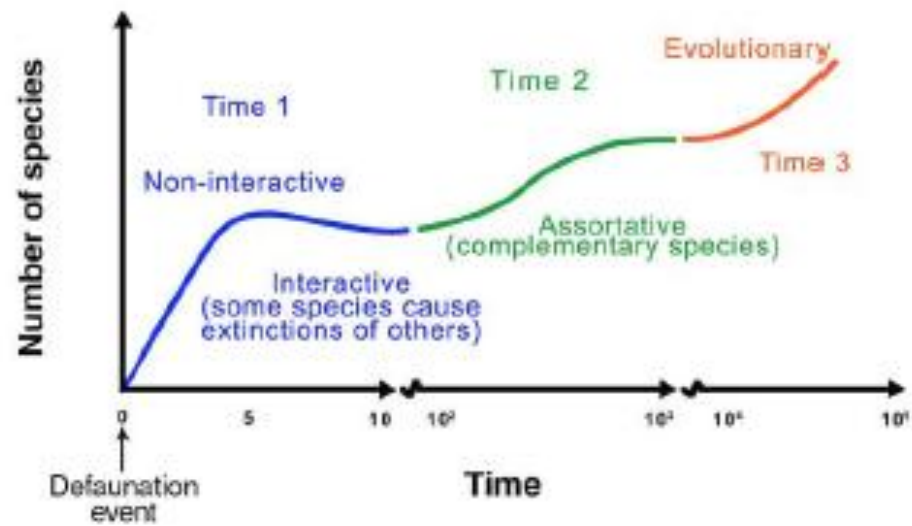 Number of species
Evolutionary
Time 2
Time 1
Time 3
Non-interactive
Assortative
(complementary species)
Interactive
(some species cause
extinctions of others)
0 5 10 10²
Time
Defaunation
event